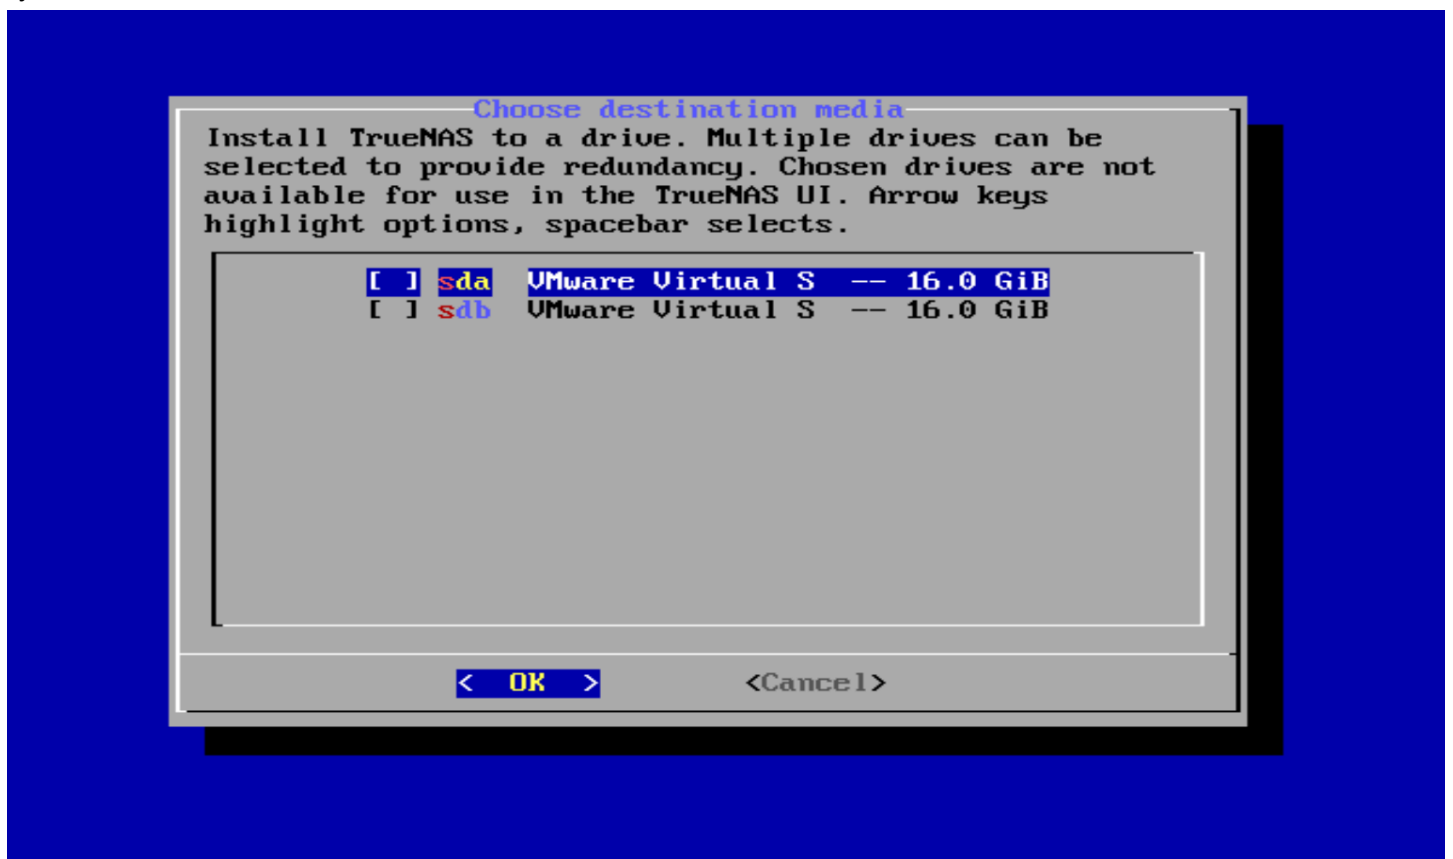 Choose destination media
Install TrueNAS to a drive. Multiple drives can be
selected to provide redundancy. Chosen drives are not
available for use in the TrueNAS UI. Arrow keys
highlight options, spacebar selects.
[ ] sda  VMware Virtual S  -- 16.0 GiB
[ ] sdb  VMware Virtual S  -- 16.0 GiB
<  OK  > <Cancel>